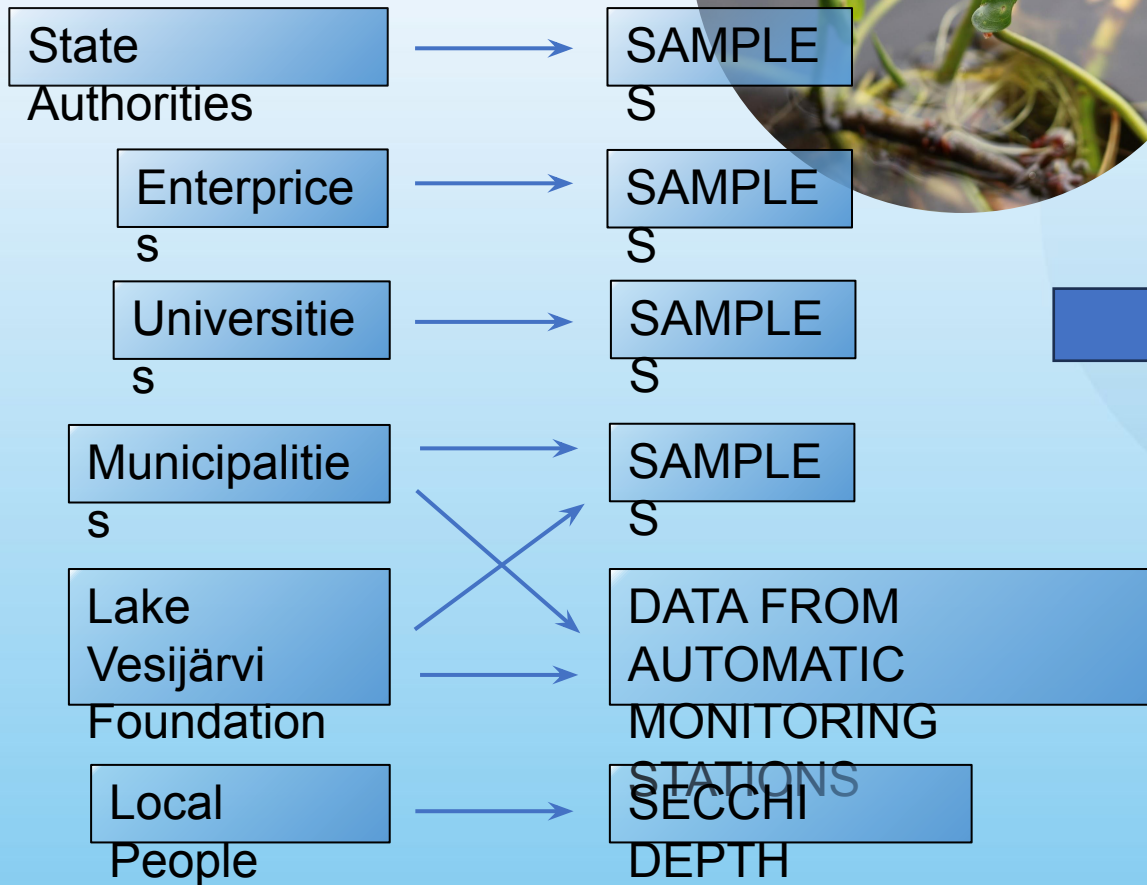 State
Authorities
SAMPLE
S
Enterprice
s
SAMPLE
S
Universitie
s
SAMPLE
S
Municipalitie
s
SAMPLE
S
Lake
Vesijärvi
Foundation
DATA FROM
AUTOMATIC
MONITORING
STATIONS
Local
People
SECCHI
DEPTH